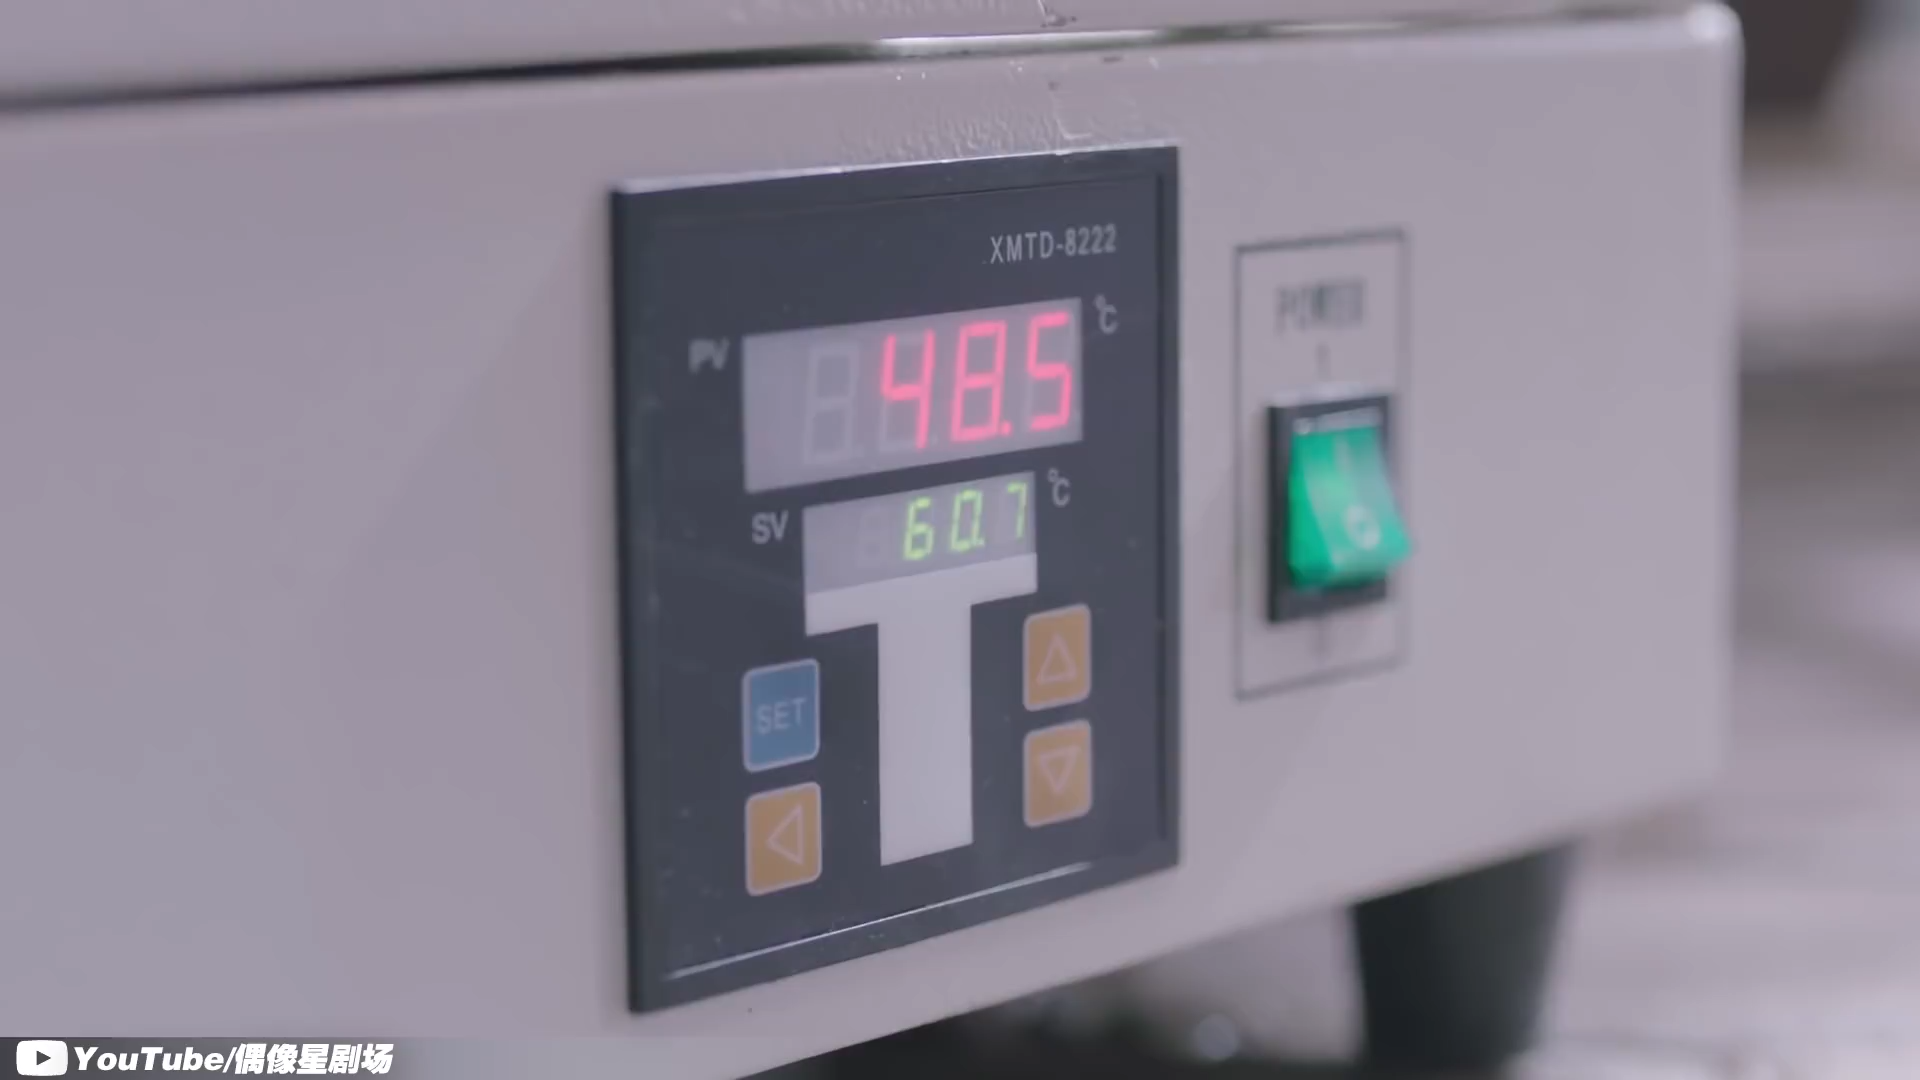 XMTD-8222
PV 48.5 °C
SV 60.7 °C
SET
POWER
YouTube/偶像星剧场